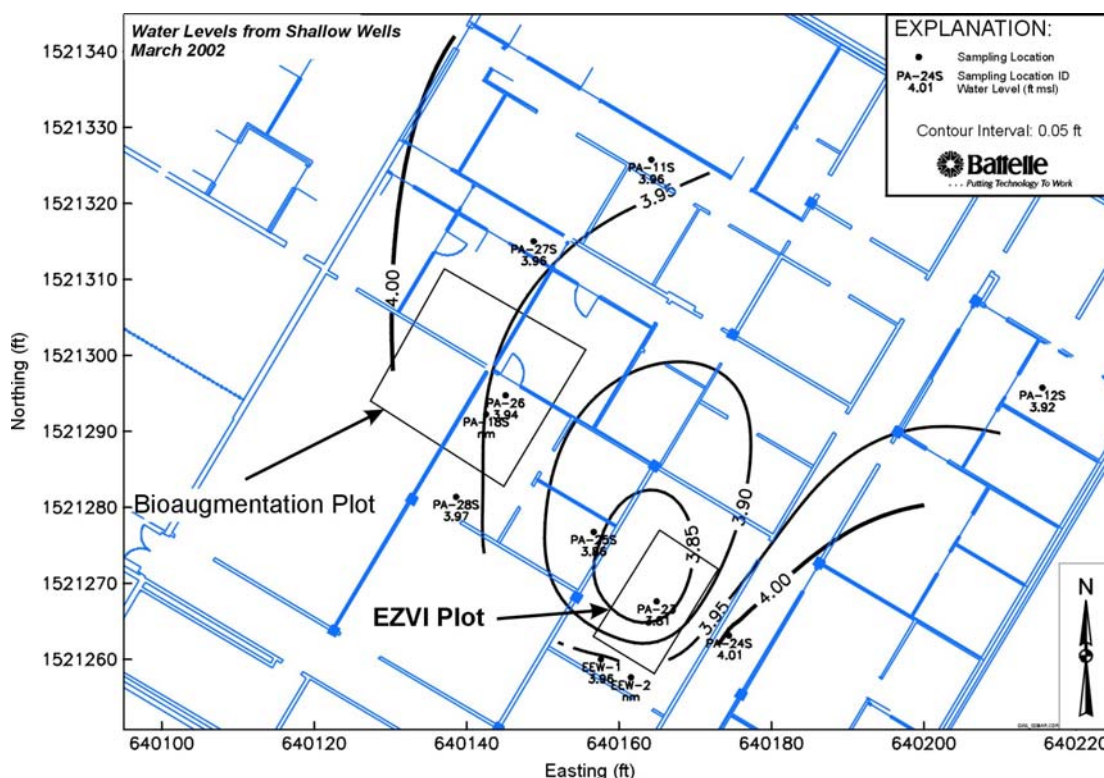 Water Levels from Shallow Wells
March 2002
EXPLANATION:
Sampling Location
PA-24S
4.01
Sampling Location ID
Water Level (ft msl)
Contour Interval: 0.05 ft
Battelle
... Putting Technology To Work
1521340
1521330
1521320
1521310
1521300
1521290
1521280
1521270
1521260
Northing (ft)
PA-11S
3.96
3.95
PA-27S
3.96
4.00
PA-12S
3.92
PA-26
3.94
PA-18S
nm
Bioaugmentation Plot
PA-28S
3.97
3.90
PA-25S
3.86
3.85
EZVI Plot
PA-23
3.81
3.95
4.00
PA-24S
4.01
EEW-1
3.96
EEW-2
nm
N
640100
640120
640140
640160
640180
640200
640220
Easting (ft)